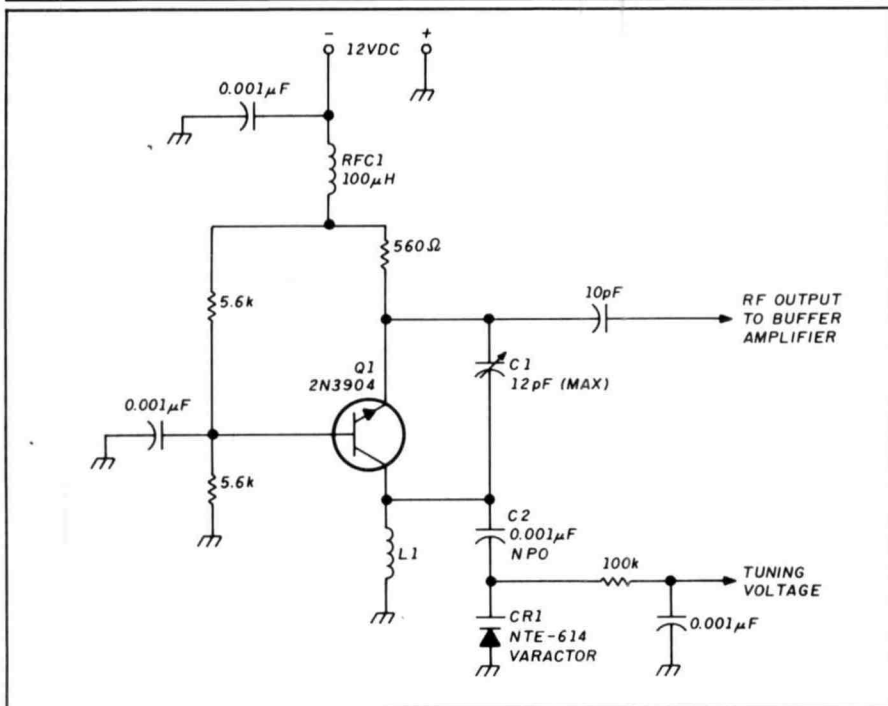 - +
12VDC
0.001µF
RFC1
100µH
560Ω
5.6k
10pF
RF OUTPUT
TO BUFFER
AMPLIFIER
Q1
2N3904
C1
12pF (MAX)
0.001µF
5.6k
L1
C2
0.001µF
NPO
100k
TUNING
VOLTAGE
CR1
NTE-614
VARACTOR
0.001µF